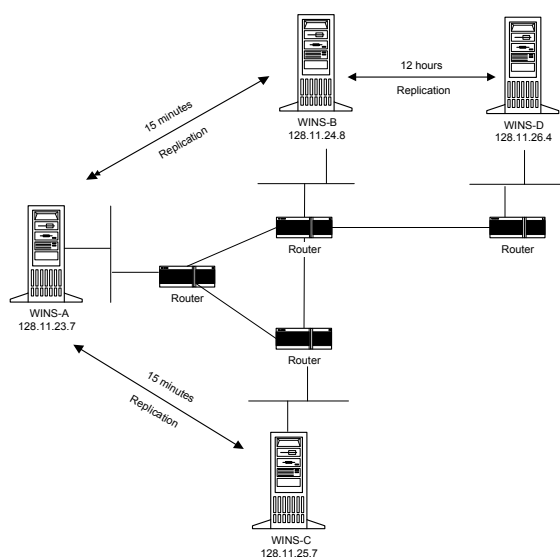 12 hours
Replication
WINS-B
128.11.24.8
WINS-D
128.11.26.4
15 minutes
Replication
Router
Router
Router
WINS-A
128.11.23.7
Router
15 minutes
Replication
WINS-C
128.11.25.7